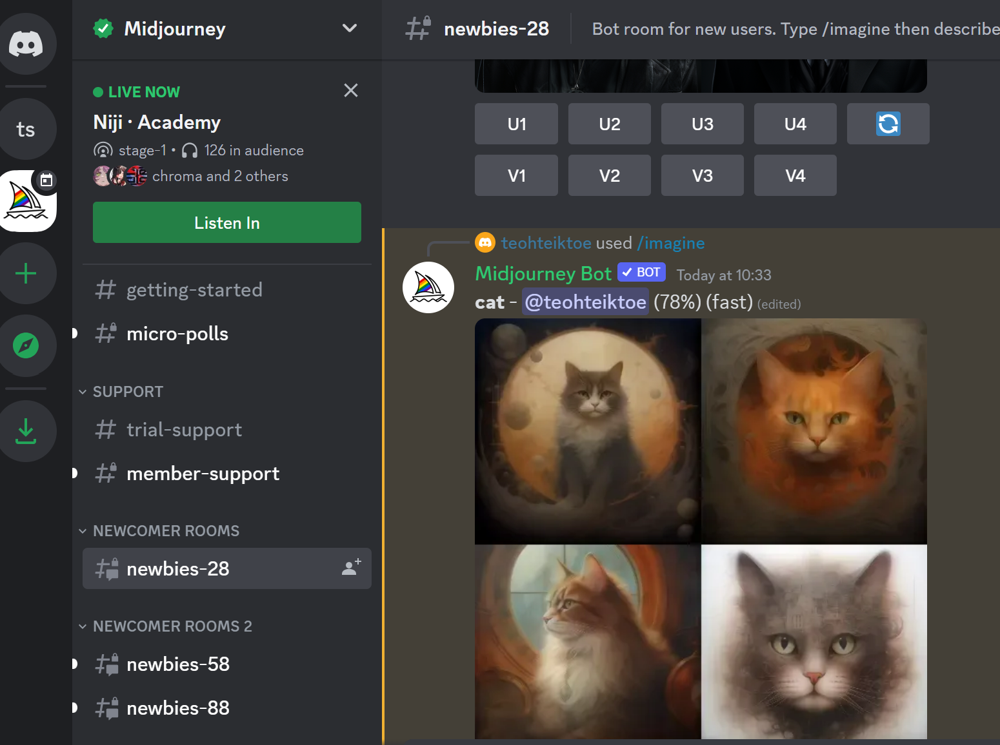 Midjourney
LIVE NOW
Niji · Academy
stage-1 • 126 in audience
chroma and 2 others
Listen In
ts
getting-started
micro-polls
SUPPORT
trial-support
member-support
NEWCOMER ROOMS
newbies-28
NEWCOMER ROOMS 2
newbies-58
newbies-88
newbies-28
Bot room for new users. Type /imagine then describe
U1 U2 U3 U4
V1 V2 V3 V4
teohteiktoe used /imagine
Midjourney Bot BOT Today at 10:33
cat - @teohteiktoe (78%) (fast) (edited)